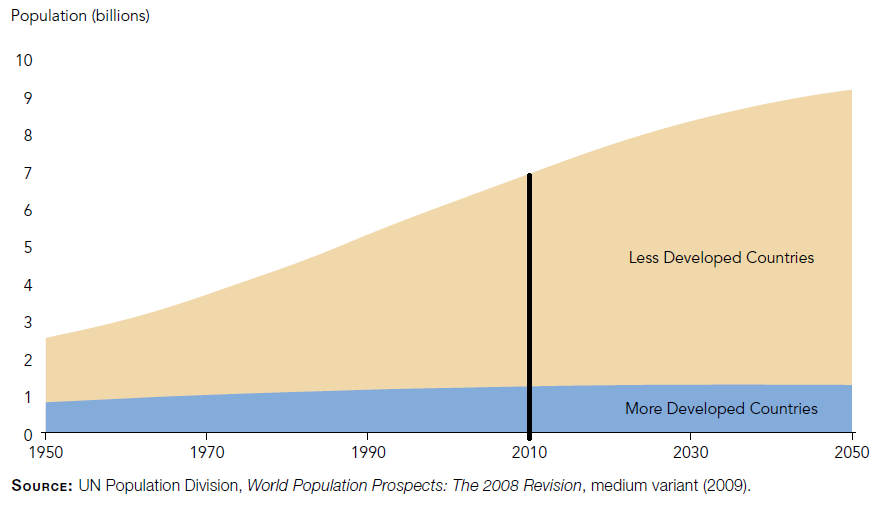 Population (billions)
10
9
8
7
6
5
4
3
2
1
0
Less Developed Countries
More Developed Countries
1950 1970 1990 2010 2030 2050
SOURCE: UN Population Division, World Population Prospects: The 2008 Revision, medium variant (2009).